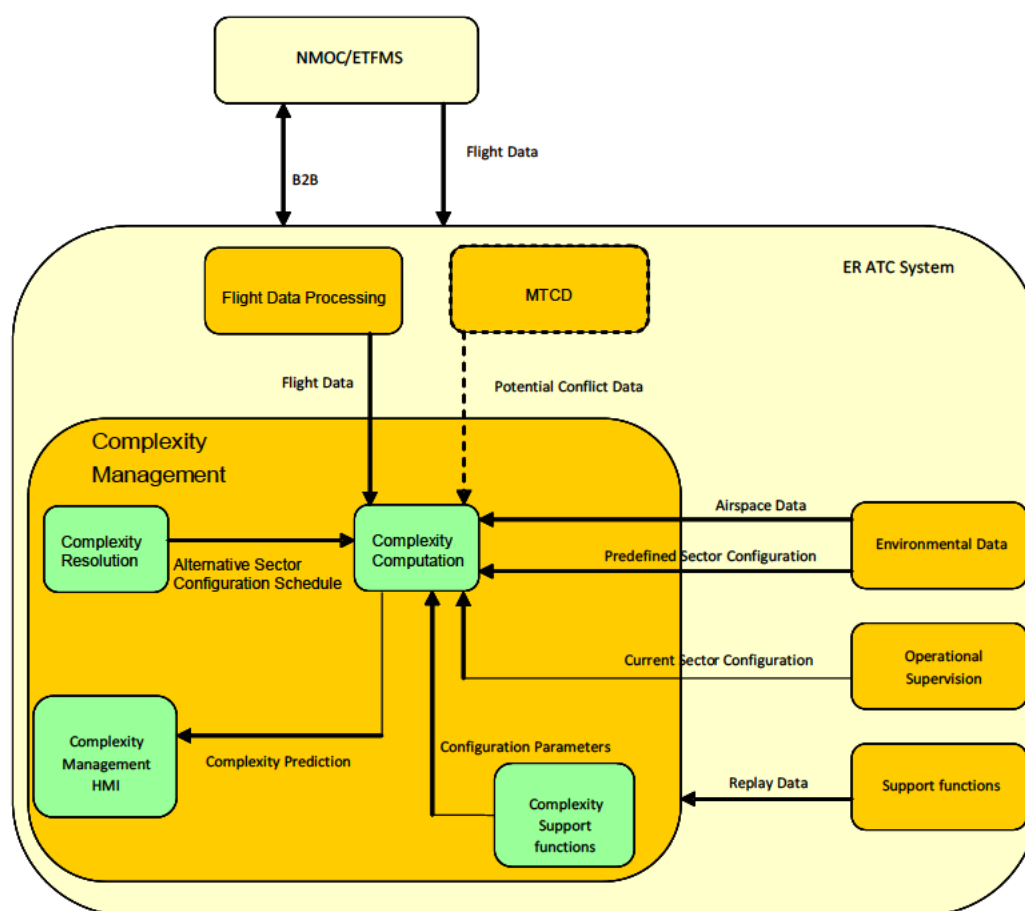 NMOC/ETFMS
Flight Data
B2B
ER ATC System
Flight Data Processing
MTCD
Flight Data
Potential Conflict Data
Complexity
Management
Airspace Data
Complexity
Resolution
Complexity
Computation
Environmental Data
Predefined Sector Configuration
Alternative Sector
Configuration Schedule
Current Sector Configuration
Operational
Supervision
Complexity
Management
HMI
Complexity Prediction
Configuration Parameters
Replay Data
Support functions
Complexity
Support
functions